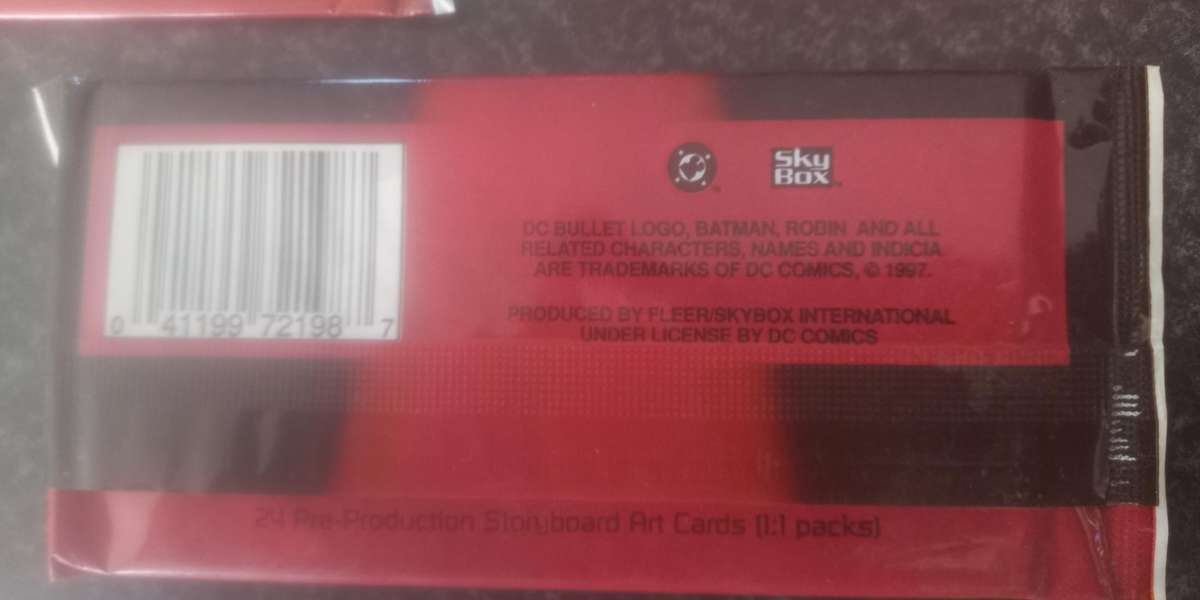 Sky
Box
DC BULLET LOGO, BATMAN, ROBIN AND ALL
RELATED CHARACTERS, NAMES AND INDICIA
ARE TRADEMARKS OF DC COMICS, © 1997.
PRODUCED BY FLEER/SKYBOX INTERNATIONAL
UNDER LICENSE BY DC COMICS
0 41199 72198 7
24 Pre-Production Storyboard Art Cards (1:1 packs)